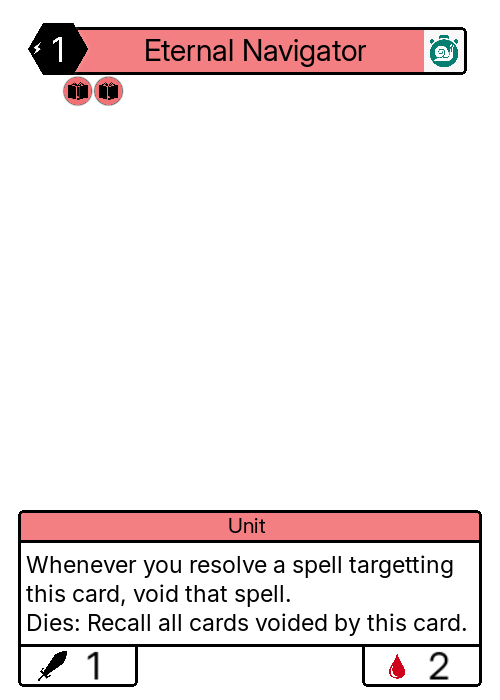 1 Eternal Navigator
Unit
Whenever you resolve a spell targetting
this card, void that spell.
Dies: Recall all cards voided by this card.
1 2